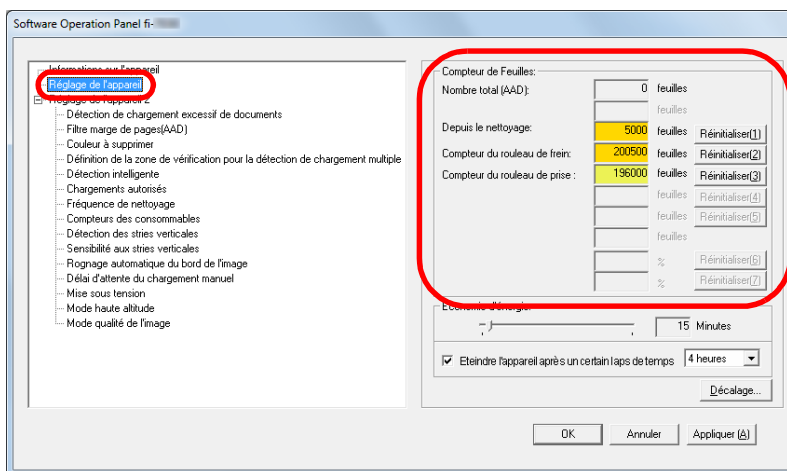 Software Operation Panel fi-
Informations sur l'appareil
Réglage de l'appareil
Réglage de l'appareil 2
Détection de chargement excessif de documents
Filtre marge de pages(AAD)
Couleur à supprimer
Définition de la zone de vérification pour la détection de chargement multiple
Détection intelligente
Chargements autorisés
Fréquence de nettoyage
Compteurs des consommables
Détection des stries verticales
Sensibilité aux stries verticales
Rognage automatique du bord de l'image
Délai d'attente du chargement manuel
Mise sous tension
Mode haute altitude
Mode qualité de l'image
Compteur de Feuilles:
Nombre total (AAD): 0 feuilles
feuilles
Depuis le nettoyage: 5000 feuilles Réinitialiser(1)
Compteur du rouleau de frein: 200500 feuilles Réinitialiser(2)
Compteur du rouleau de prise : 196000 feuilles Réinitialiser(3)
feuilles Réinitialiser(4)
feuilles Réinitialiser(5)
feuilles
% Réinitialiser(6)
% Réinitialiser(7)
Economie d'énergie:
15 Minutes
Eteindre l'appareil après un certain laps de temps 4 heures
Décalage...
OK Annuler Appliquer (A)